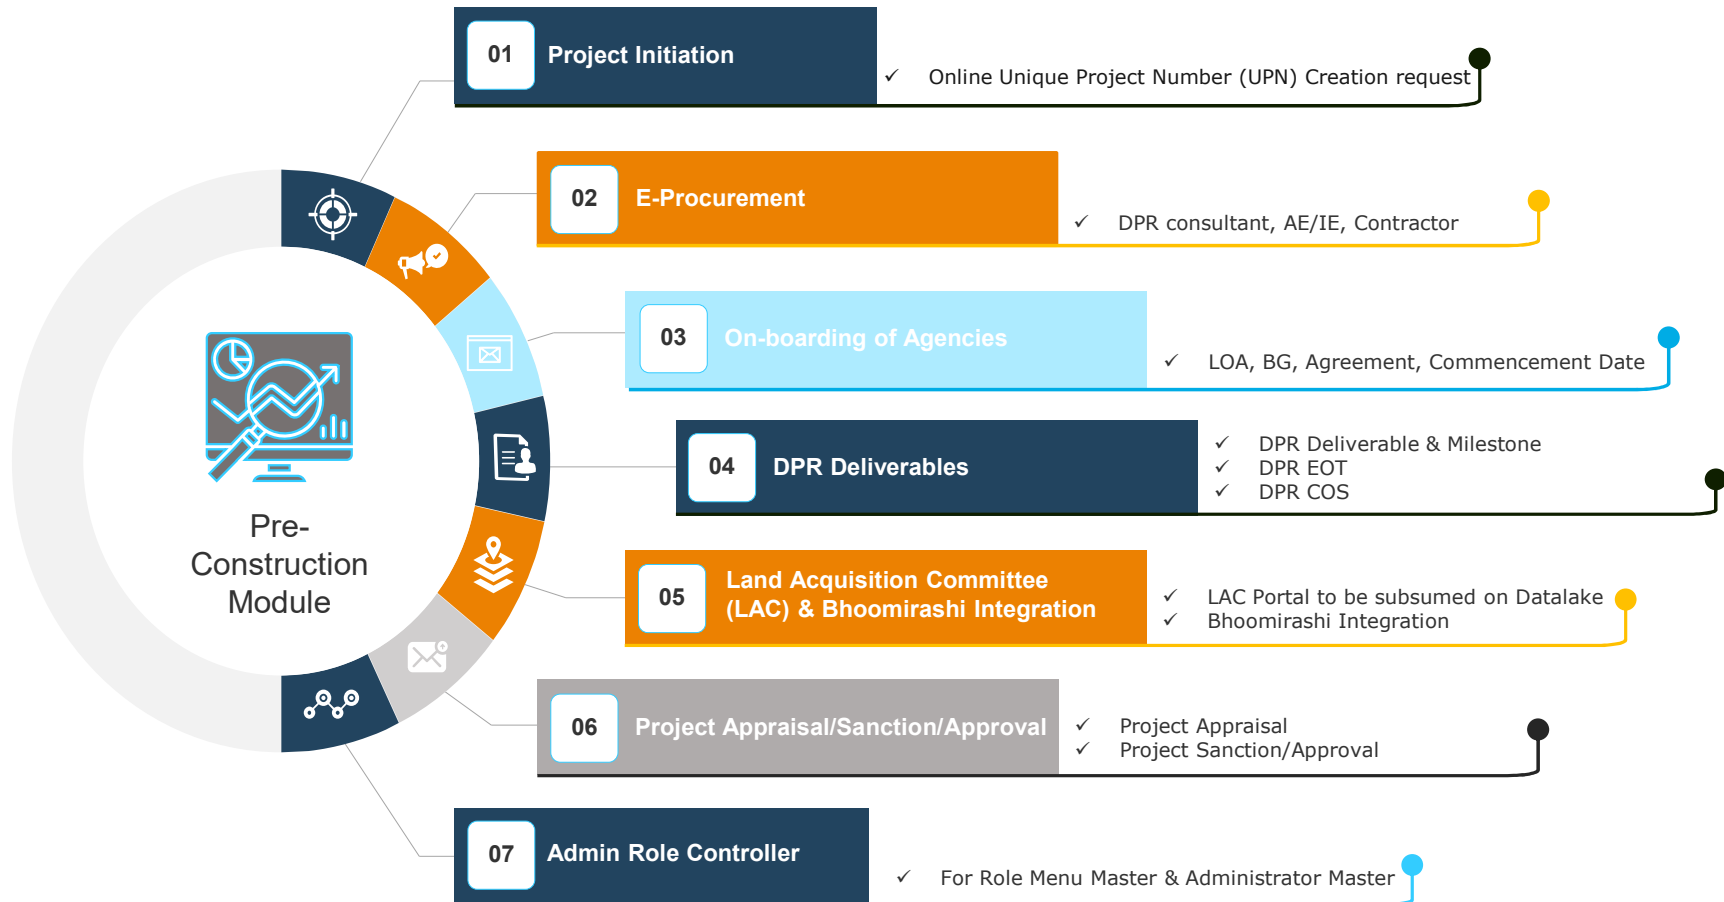 01
Project Initiation
✓ Online Unique Project Number (UPN) Creation request
02
E-Procurement
✓ DPR consultant, AE/IE, Contractor
03
On-boarding of Agencies
✓ LOA, BG, Agreement, Commencement Date
04
DPR Deliverables
✓ DPR Deliverable & Milestone
✓ DPR EOT
✓ DPR COS
Pre-
Construction
Module
05
Land Acquisition Committee
(LAC) & Bhoomirashi Integration
✓ LAC Portal to be subsumed on Datalake
✓ Bhoomirashi Integration
06
Project Appraisal/Sanction/Approval
✓ Project Appraisal
✓ Project Sanction/Approval
07
Admin Role Controller
✓ For Role Menu Master & Administrator Master